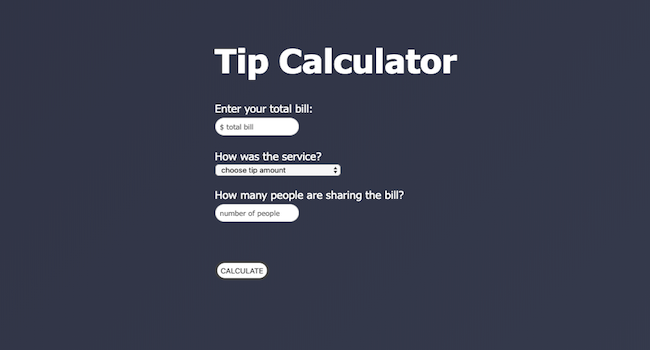 Tip Calculator
Enter your total bill:
$ total bill
How was the service?
choose tip amount
How many people are sharing the bill?
number of people
CALCULATE